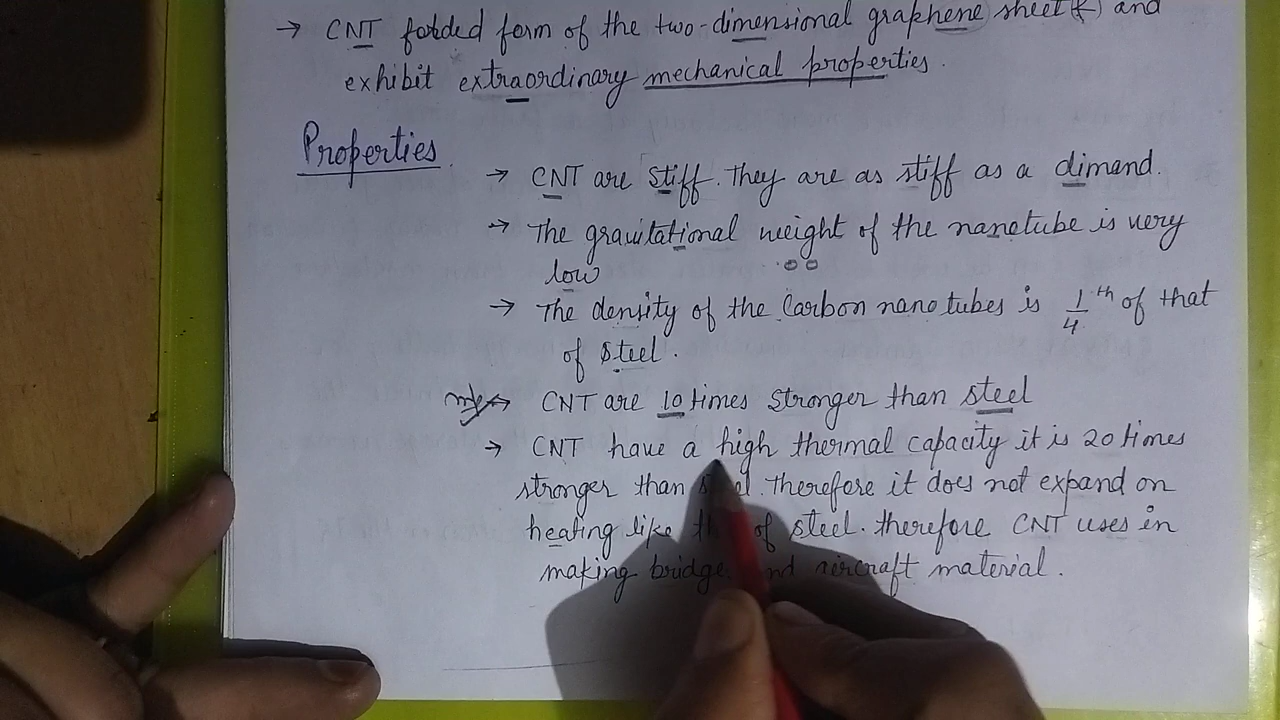 → CNT folded form of the two-dimensional graphene sheet and
exhibit extraordinary mechanical properties.
Properties
→ CNT are stiff. They are as stiff as a dimand.
→ The gravitational weight of the nanotube is very
low
→ The density of the Carbon nanotubes is 1/4 th of that
of steel.
→ CNT are 10 times stronger than steel
→ CNT have a high thermal capacity it is 20 times
stronger than therefore it does not expand on
heating like of steel. therefore CNT uses in
making bridge aircraft material.